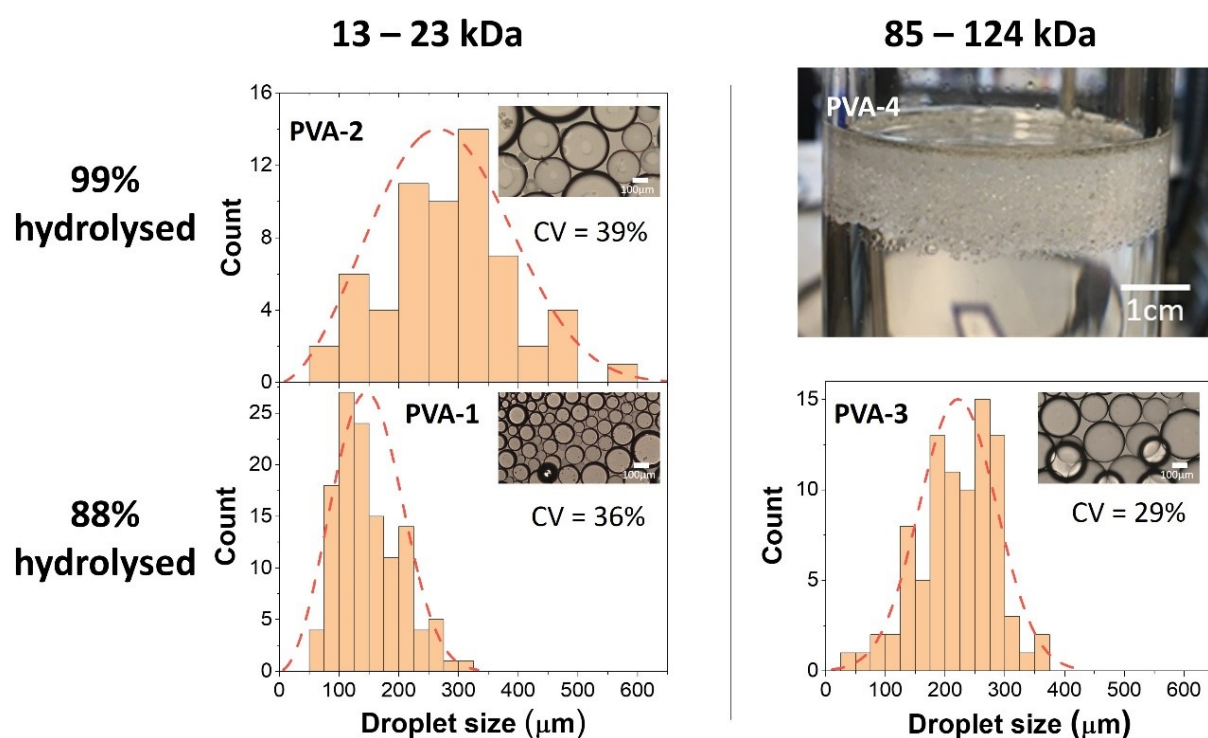 13 – 23 kDa
85 – 124 kDa
99%
hydrolysed
88%
hydrolysed
PVA-2
100µm
CV = 39%
Count
16
12
8
4
0
PVA-4
1cm
PVA-1
100µm
CV = 36%
Count
25
20
15
10
5
0
0 100 200 300 400 500 600
Droplet size (µm)
PVA-3
100µm
CV = 29%
Count
15
10
5
0
0 100 200 300 400 500 600
Droplet size (µm)